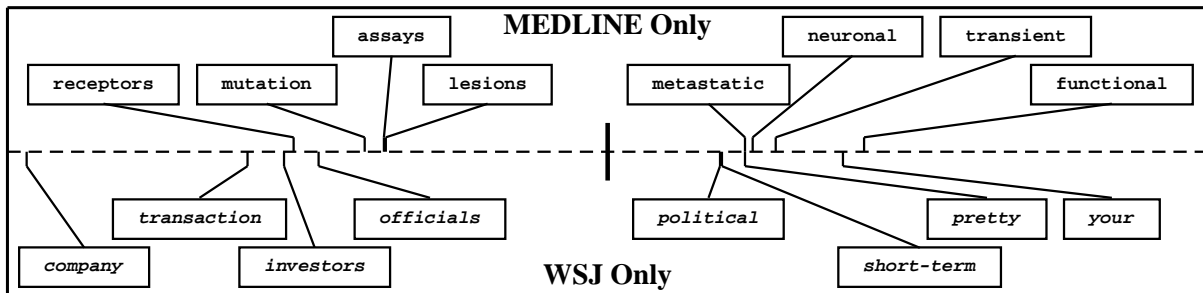 MEDLINE Only
assays neuronal transient
receptors mutation lesions metastatic functional
transaction officials political pretty your
company investors short-term
WSJ Only